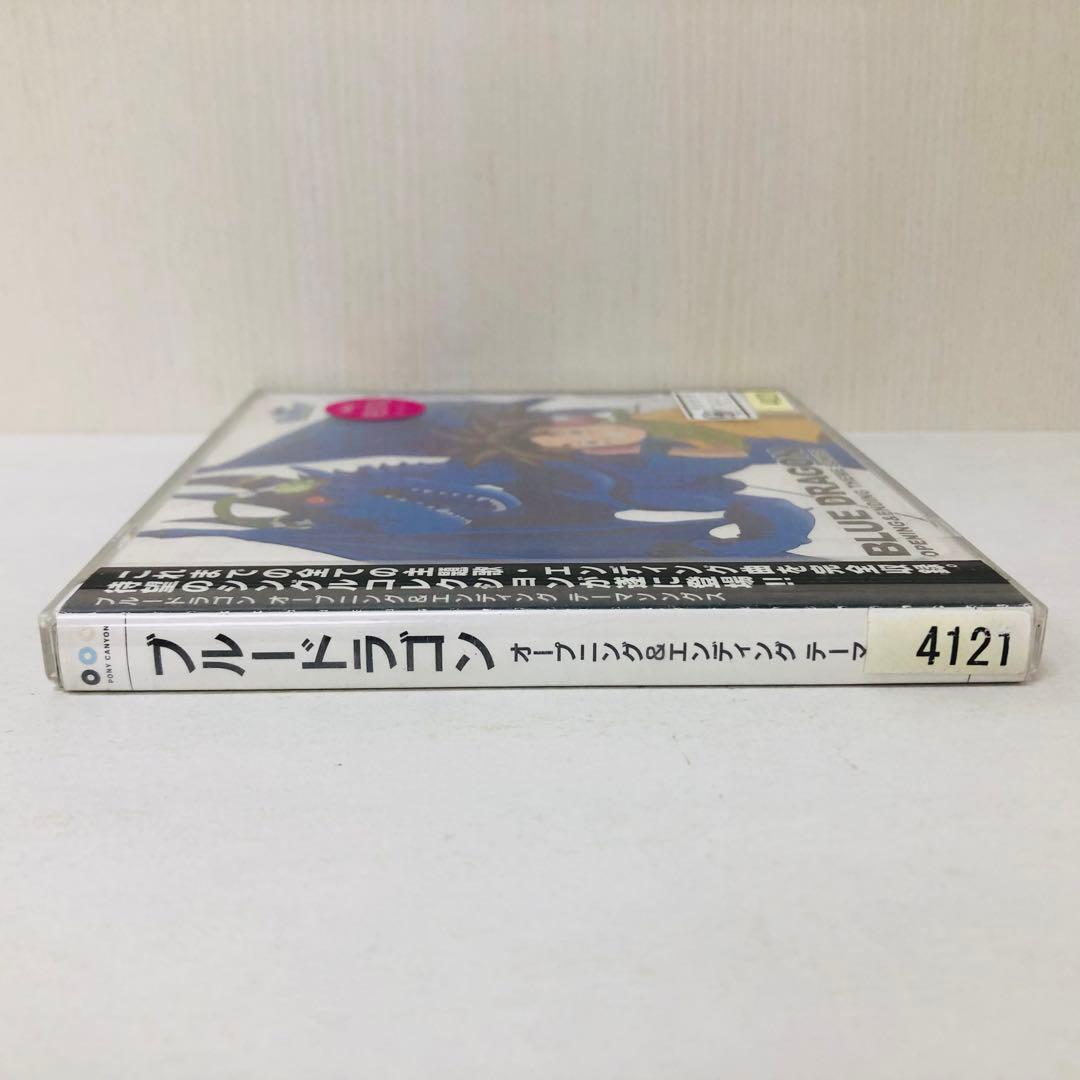 BLUE DRAGON
OPENING&ENDING THEME SONGS
これまでの全ての主題歌・エンディング曲を完全収録。
待望のシングルコレクションが遂に登場!!
ブルードラゴン オープニング&エンディング テーマソングス
PONY CANYON
ブルードラゴン オープニング&エンディング テーマ
4121